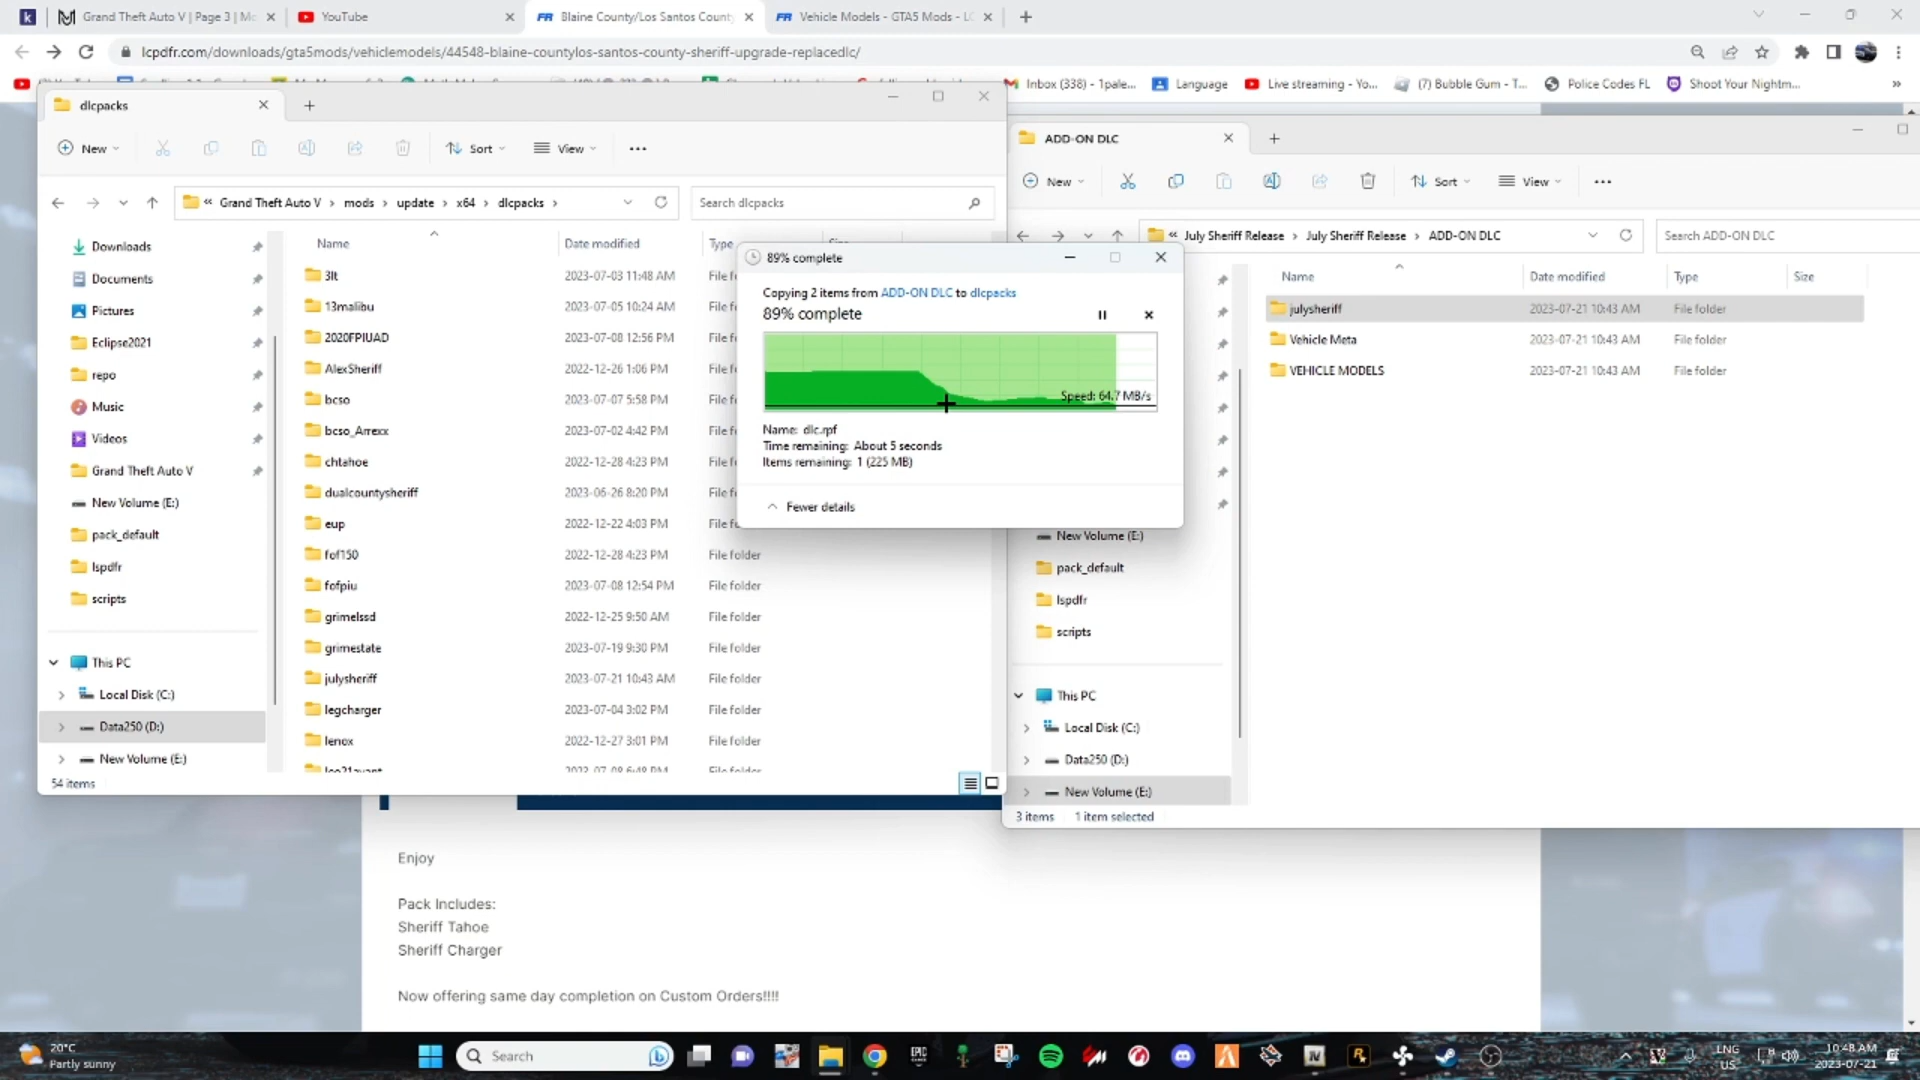 Grand Theft Auto V | Page 3 | Mo
YouTube
Blaine County/Los Santos County
Vehicle Models - GTA5 Mods - LC
lcpdfr.com/downloads/gta5mods/vehiclemodels/44548-blaine-countylos-santos-county-sheriff-upgrade-replacedlc/
Inbox (338) - 1pale...
Language
Live streaming - Yo...
(7) Bubble Gum - T...
Police Codes FL
Shoot Your Nightm...
dlcpacks
New
Sort
View
Grand Theft Auto V > mods > update > x64 > dlcpacks >
Search dlcpacks
Downloads
Documents
Pictures
Eclipse2021
repo
Music
Videos
Grand Theft Auto V
New Volume (E:)
pack_default
lspdfr
scripts
This PC
Local Disk (C:)
Data250 (D:)
New Volume (E:)
54 items
Name
Date modified
Type
Size
3lt 2023-07-03 11:48 AM File f
13malibu 2023-07-05 10:24 AM File f
2020FPIUAD 2023-07-08 12:56 PM File f
AlexSheriff 2022-12-26 1:06 PM File f
bcso 2023-07-07 5:58 PM File f
bcso_Arrexx 2023-07-02 4:42 PM File f
chtahoe 2022-12-28 4:23 PM File f
dualcountysheriff 2023-06-26 8:20 PM File f
eup 2022-12-22 4:03 PM File f
fof150 2022-12-28 4:23 PM File folder
fofpiu 2023-07-08 12:54 PM File folder
grimelssd 2022-12-25 9:50 AM File folder
grimestate 2023-07-19 9:30 PM File folder
julysheriff 2023-07-21 10:43 AM File folder
legcharger 2023-07-04 3:02 PM File folder
lenox 2022-12-27 3:01 PM File folder
89% complete
Copying 2 items from ADD-ON DLC to dlcpacks
89% complete
Speed: 64.7 MB/s
Name: dlc.rpf
Time remaining: About 5 seconds
Items remaining: 1 (225 MB)
Fewer details
ADD-ON DLC
New
Sort
View
July Sheriff Release > July Sheriff Release > ADD-ON DLC
Search ADD-ON DLC
Name
Date modified
Type
Size
julysheriff 2023-07-21 10:43 AM File folder
Vehicle Meta 2023-07-21 10:43 AM File folder
VEHICLE MODELS 2023-07-21 10:43 AM File folder
New Volume (E:)
pack_default
lspdfr
scripts
This PC
Local Disk (C:)
Data250 (D:)
New Volume (E:)
3 items 1 item selected
Enjoy
Pack Includes:
Sheriff Tahoe
Sheriff Charger
Now offering same day completion on Custom Orders!!!!
20°C
Partly sunny
Search
EPIC
IV
ENG
US
10:48 AM
2023-07-21